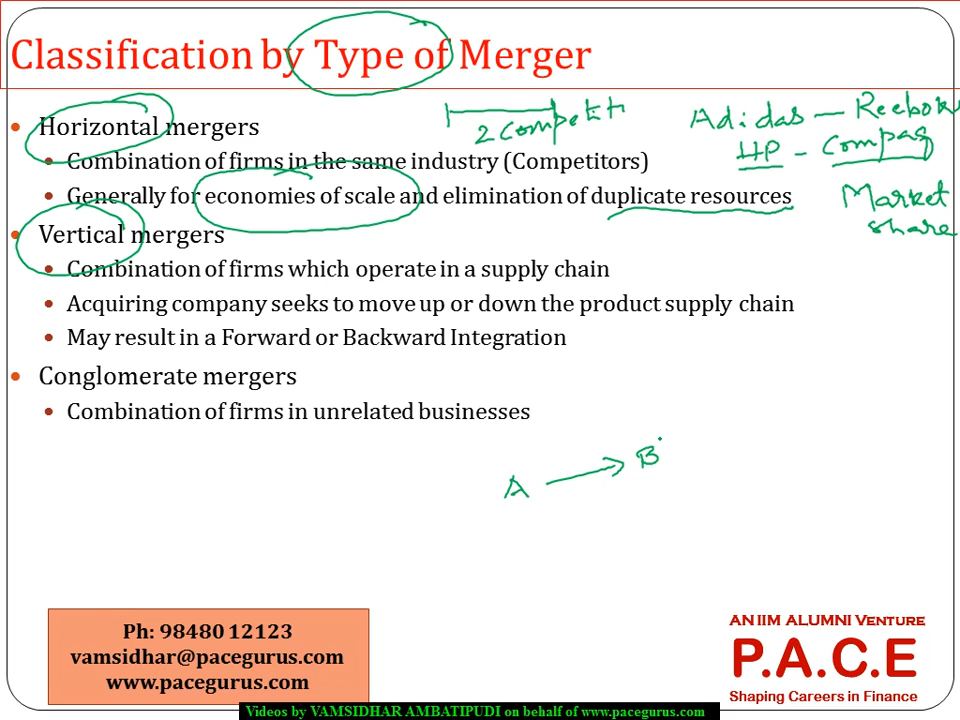 Classification by Type of Merger
Horizontal mergers
2 Competit
Adidas — Reebok
HP - Compaq
Combination of firms in the same industry (Competitors)
Generally for economies of scale and elimination of duplicate resources
Market
share
Vertical mergers
Combination of firms which operate in a supply chain
Acquiring company seeks to move up or down the product supply chain
May result in a Forward or Backward Integration
Conglomerate mergers
Combination of firms in unrelated businesses
A → B
Ph: 98480 12123
vamsidhar@pacegurus.com
www.pacegurus.com
AN IIM ALUMNI VENTURE
P.A.C.E
Shaping Careers in Finance
Videos by VAMSIDHAR AMBATIPUDI on behalf of www.pacegurus.com